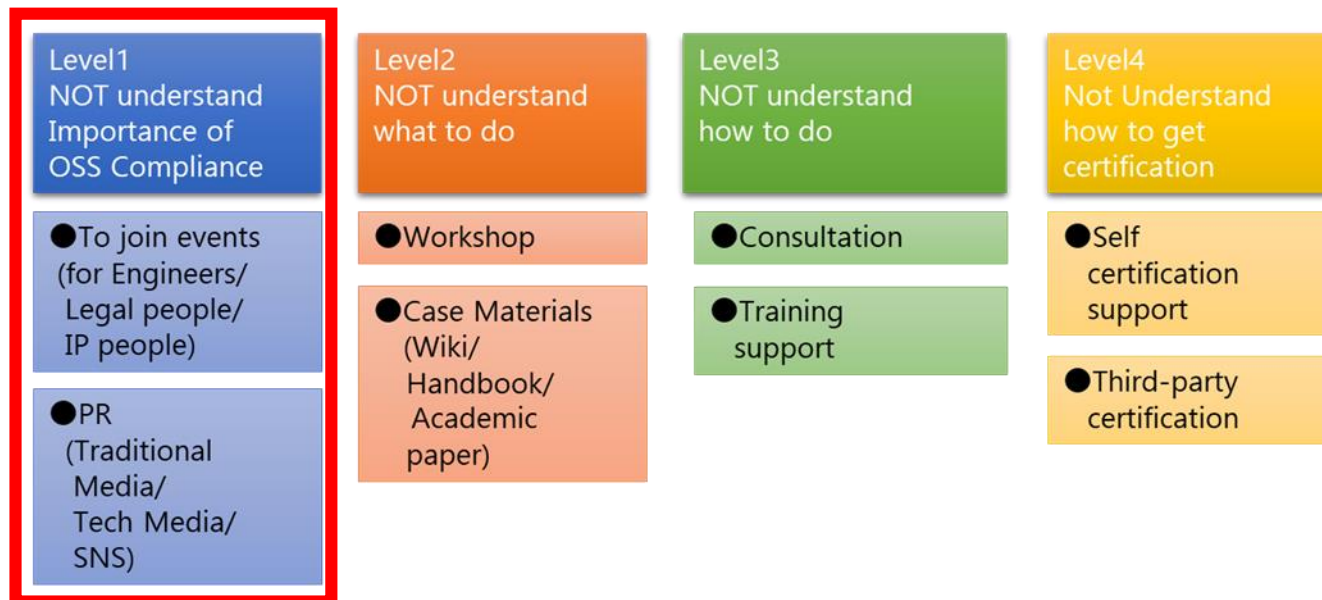 Level1
NOT understand
Importance of
OSS Compliance
●To join events
(for Engineers/
Legal people/
IP people)
●PR
(Traditional
Media/
Tech Media/
SNS)
Level2
NOT understand
what to do
●Workshop
●Case Materials
(Wiki/
Handbook/
Academic
paper)
Level3
NOT understand
how to do
●Consultation
●Training
support
Level4
Not Understand
how to get
certification
●Self
certification
support
●Third-party
certification